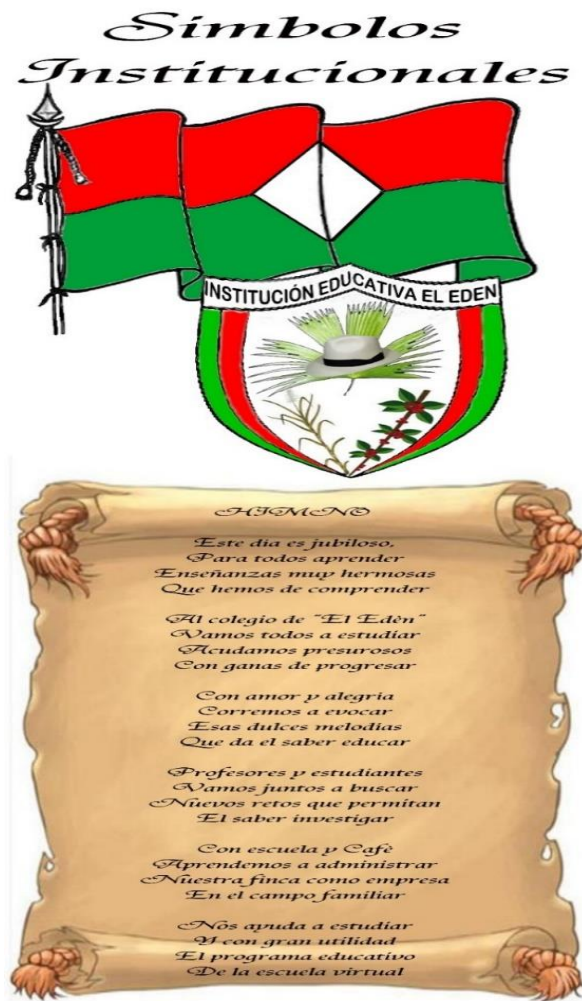 Símbolos
Institucionales
INSTITUCIÓN EDUCATIVA EL EDEN
HIMNO
Este día es jubiloso,
Para todos aprender
Enseñanzas muy hermosas
Que hemos de comprender
Al colegio de "El Edèn"
Vamos todos a estudiar
Acudamos presurosos
Con ganas de progresar
Con amor y alegría
Corremos a evocar
Esas dulces melodías
Que da el saber educar
Profesores y estudiantes
Vamos juntos a buscar
Nuevos retos que permitan
El saber investigar
Con escuela y Cafè
Aprendemos a administrar
Nuestra finca como empresa
En el campo familiar
Nos ayuda a estudiar
Y con gran utilidad
El programa educativo
De la escuela virtual